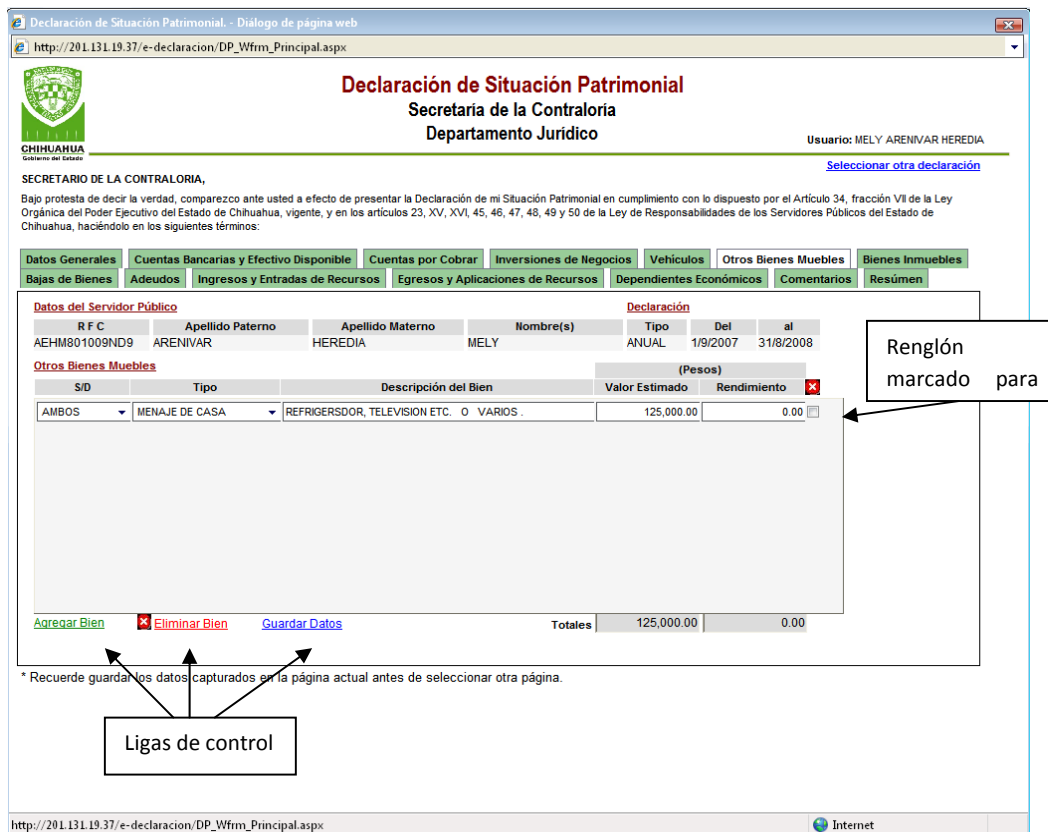 Declaración de Situación Patrimonial. - Diálogo de página web
http://201.131.19.37/e-declaracion/DP_Wfrm_Principal.aspx
CHIHUAHUA
Gobierno del Estado
Declaración de Situación Patrimonial
Secretaría de la Contraloría
Departamento Jurídico
Usuario: MELY ARENIVAR HEREDIA
Seleccionar otra declaración
SECRETARIO DE LA CONTRALORIA,
Bajo protesta de decir la verdad, comparezco ante usted a efecto de presentar la Declaración de mi Situación Patrimonial en cumplimiento con lo dispuesto por el Artículo 34, fracción VII de la Ley
Orgánica del Poder Ejecutivo del Estado de Chihuahua, vigente, y en los artículos 23, XV, XVI, 45, 46, 47, 48, 49 y 50 de la Ley de Responsabilidades de los Servidores Públicos del Estado de
Chihuahua, haciéndolo en los siguientes términos:
Datos Generales Cuentas Bancarias y Efectivo Disponible Cuentas por Cobrar Inversiones de Negocios Vehículos Otros Bienes Muebles Bienes Inmuebles
Bajas de Bienes Adeudos Ingresos y Entradas de Recursos Egresos y Aplicaciones de Recursos Dependientes Económicos Comentarios Resúmen
Datos del Servidor Público Declaración
R F C Apellido Paterno Apellido Materno Nombre(s) Tipo Del al
AEHM801009ND9 ARENIVAR HEREDIA MELY ANUAL 1/9/2007 31/8/2008
Otros Bienes Muebles (Pesos)
S/D Tipo Descripción del Bien Valor Estimado Rendimiento
AMBOS MENAJE DE CASA REFRIGERSDOR, TELEVISION ETC. O VARIOS . 125,000.00 0.00
Renglón
marcado para
Agregar Bien Eliminar Bien Guardar Datos Totales 125,000.00 0.00
* Recuerde guardar los datos capturados en la página actual antes de seleccionar otra página.
Ligas de control
http://201.131.19.37/e-declaracion/DP_Wfrm_Principal.aspx Internet